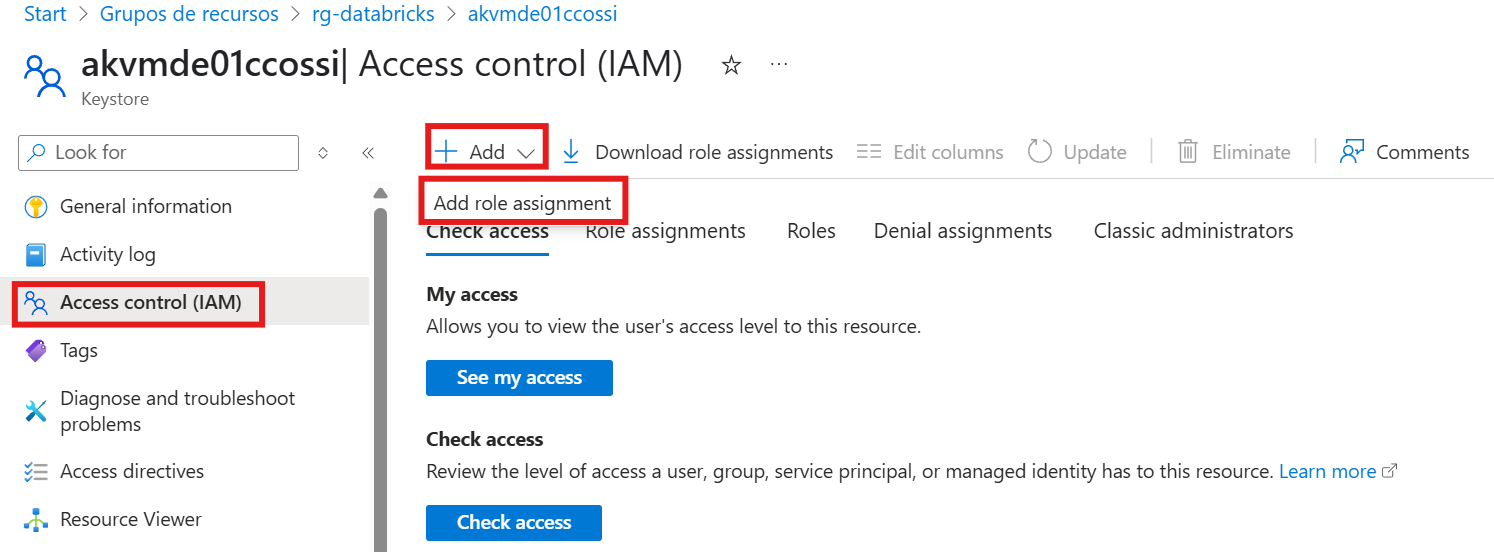 Start > Grupos de recursos > rg-databricks > akvmde01ccossi
akvmde01ccossi| Access control (IAM)
Keystore
Look for
Add
Download role assignments
Edit columns
Update
Eliminate
Comments
General information
Activity log
Access control (IAM)
Tags
Diagnose and troubleshoot
problems
Access directives
Resource Viewer
Add role assignment
Check access
Role assignments
Roles
Denial assignments
Classic administrators
My access
Allows you to view the user's access level to this resource.
See my access
Check access
Review the level of access a user, group, service principal, or managed identity has to this resource. Learn more
Check access